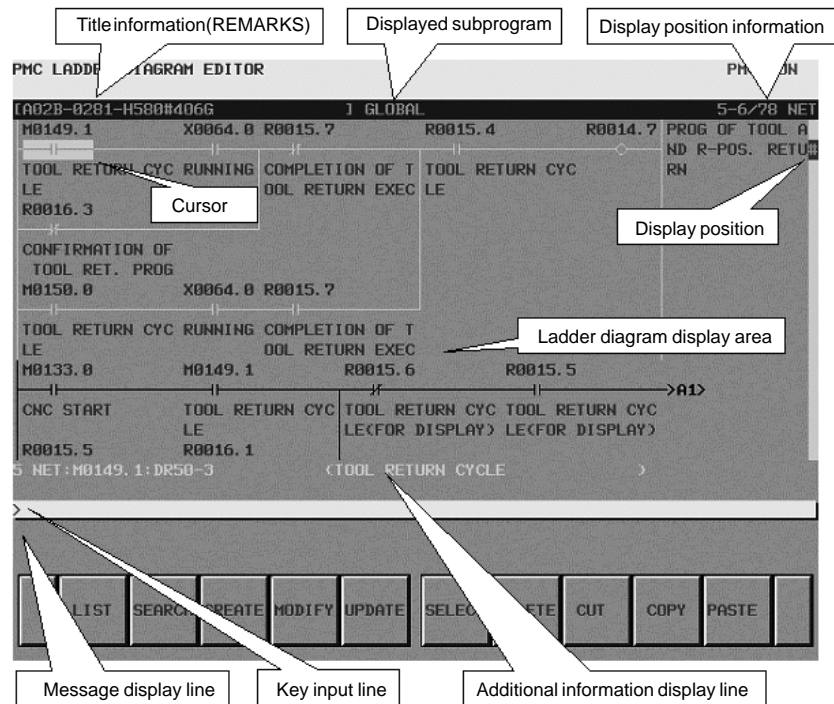 Title information(REMARKS) Displayed subprogram Display position information
PMC LADDE DIAGRAM EDITOR PM UN
[A02B-0281-H580#406G ] GLOBAL 5-6/78 NET
M0149.1 X0064.0 R0015.7 R0015.4 R0014.7 PROG OF TOOL A
ND R-POS. RETU#
TOOL RETURN CYC RUNNING COMPLETION OF T TOOL RETURN CYC RN
LE OOL RETURN EXEC LE
Cursor
R0016.3
Display position
CONFIRMATION OF
TOOL RET. PROG
M0150.0 X0064.0 R0015.7
TOOL RETURN CYC RUNNING COMPLETION OF T
LE OOL RETURN EXEC
Ladder diagram display area
M0133.0 M0149.1 R0015.6 R0015.5
>A1>
CNC START TOOL RETURN CYC TOOL RETURN CYC TOOL RETURN CYC
LE LE(FOR DISPLAY) LE(FOR DISPLAY)
R0015.5 R0016.1
5 NET:M0149.1:DR50-3 (TOOL RETURN CYCLE )
>
LIST SEARCH CREATE MODIFY UPDATE SELEC ETE CUT COPY PASTE
Message display line Key input line Additional information display line